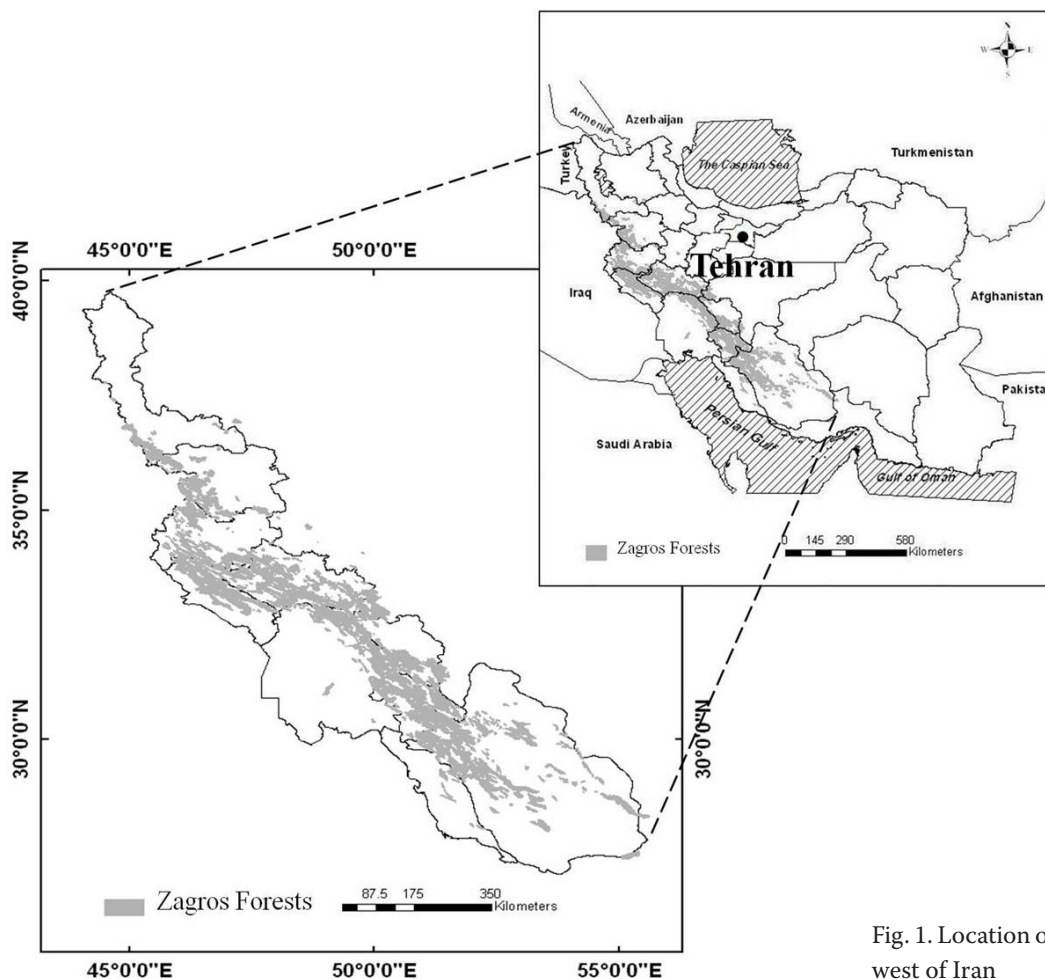 N
W E
S
Armenia
Azerbaijan
Turkey
The Caspian Sea
Turkmenistan
Tehran
Iraq
Afghanistan
Pakista
Saudi Arabia
Persian Gulf
Gulf of Oman
0 145 290 580
Kilometers
Zagros Forests
45°0'0"E 50°0'0"E
40°0'0"N
35°0'0"N
30°0'0"N
30°0'0"N
87.5 175 350
Kilometers
Zagros Forests
45°0'0"E 50°0'0"E 55°0'0"E
Fig. 1. Location o
west of Iran